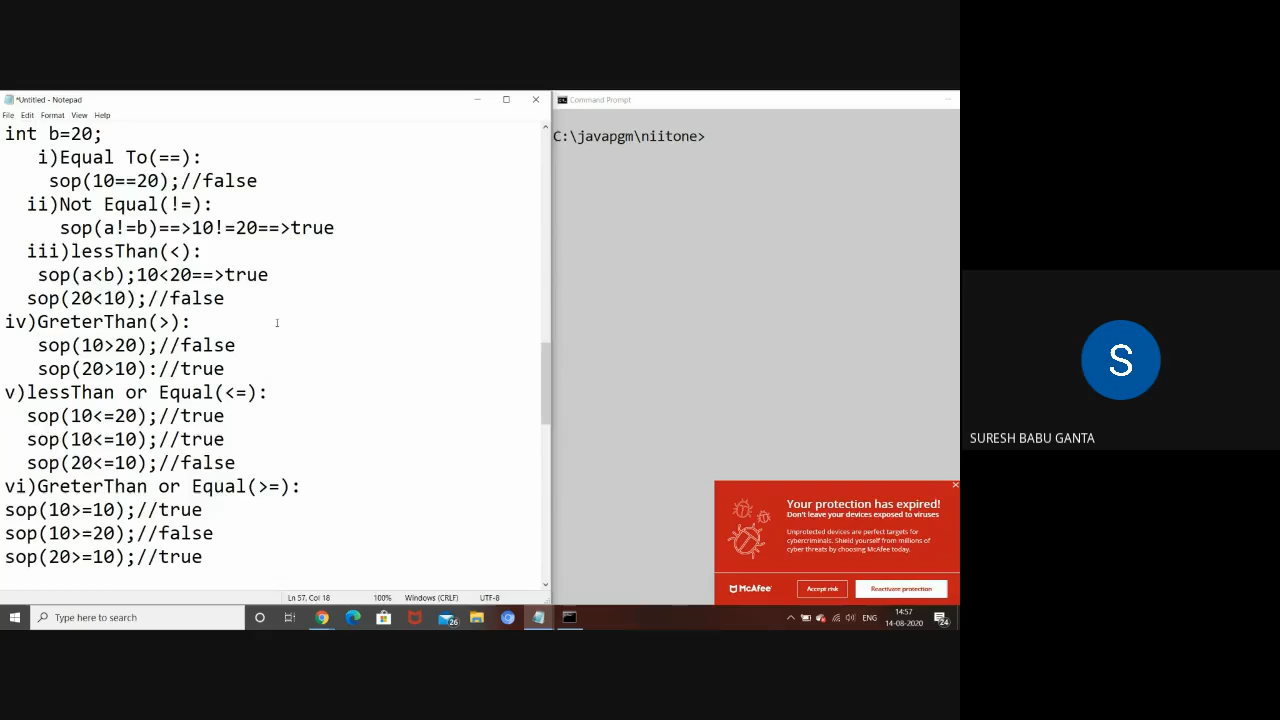 *Untitled - Notepad
File Edit Format View Help
int b=20;
i)Equal To(==):
sop(10==20);//false
ii)Not Equal(!=):
sop(a!=b)==>10!=20==>true
iii)lessThan(<):
sop(a<b);10<20==>true
sop(20<10);//false
iv)GreterThan(>):
sop(10>20);//false
sop(20>10)://true
v)lessThan or Equal(<=):
sop(10<=20);//true
sop(10<=10);//true
sop(20<=10);//false
vi)GreterThan or Equal(>=):
sop(10>=10);//true
sop(10>=20);//false
sop(20>=10);//true
Ln 57, Col 18 100% Windows (CRLF) UTF-8
Command Prompt
C:\javapgm\niitone>
Your protection has expired!
Don't leave your devices exposed to viruses
Unprotected devices are perfect targets for
cybercriminals. Shield yourself from millions of
cyber threats by choosing McAfee today.
McAfee Accept risk Reactivate protection
Type here to search
26
ENG
14:57
14-08-2020
24
S
SURESH BABU GANTA